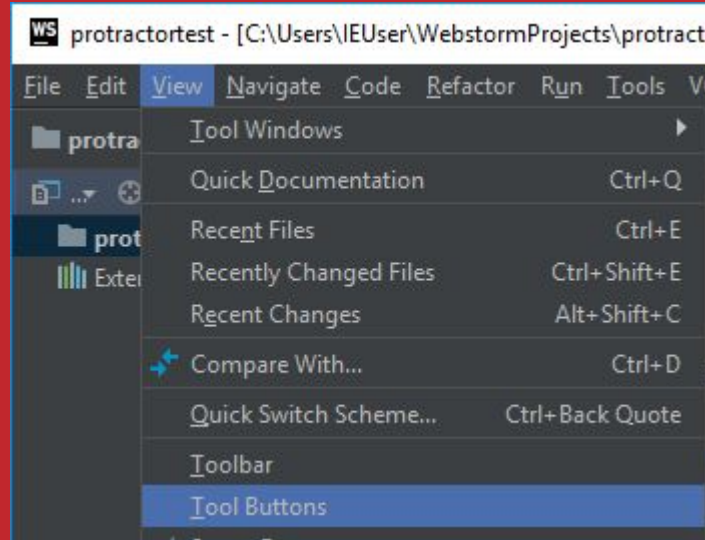 WS protractortest - [C:\Users\IEUser\WebstormProjects\protract
File Edit View Navigate Code Refactor Run Tools
protra
Tool Windows
Quick Documentation Ctrl+Q
prot
Recent Files Ctrl+E
Exter
Recently Changed Files Ctrl+Shift+E
Recent Changes Alt+Shift+C
Compare With... Ctrl+D
Quick Switch Scheme... Ctrl+Back Quote
Toolbar
Tool Buttons